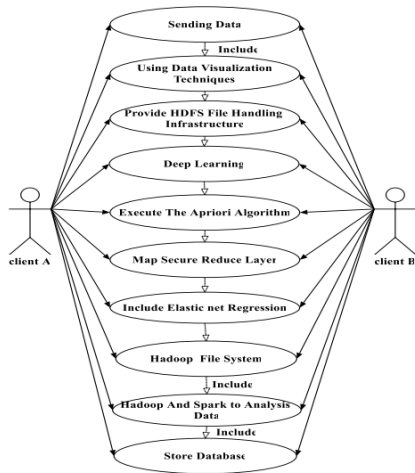 Sending Data
Include
Using Data Visualization
Techniques
Provide HDFS File Handling
Infrastructure
Deep Learning
Execute The Apriori Algorithm
client A
client B
Map Secure Reduce Layer
Include Elastic net Regression
Hadoop File System
Include
Hadoop And Spark to Analysis
Data
Include
Store Database